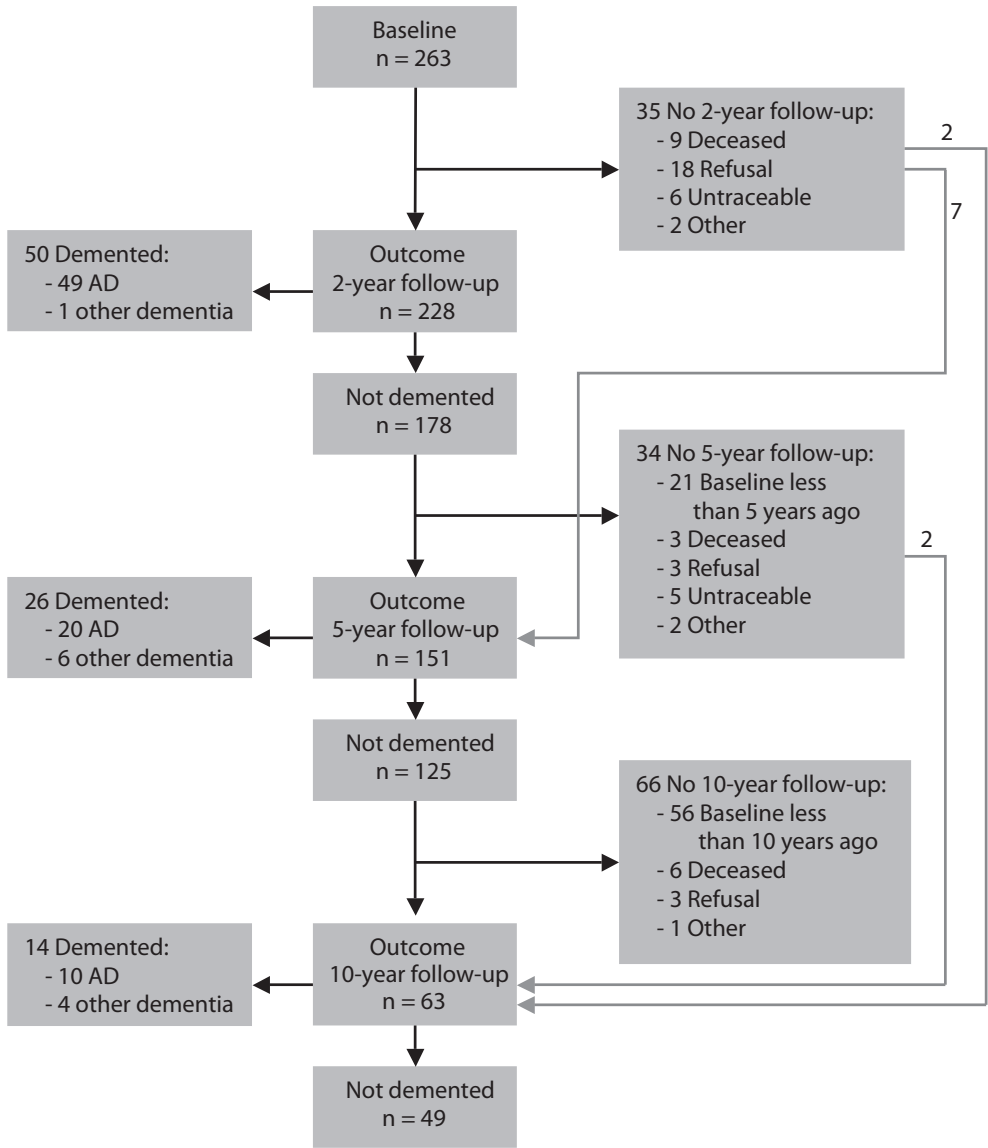 Baseline
n = 263
35 No 2-year follow-up:
- 9 Deceased
- 18 Refusal
- 6 Untraceable
- 2 Other
2
7
50 Demented:
- 49 AD
- 1 other dementia
Outcome
2-year follow-up
n = 228
Not demented
n = 178
34 No 5-year follow-up:
- 21 Baseline less
than 5 years ago
- 3 Deceased
- 3 Refusal
- 5 Untraceable
- 2 Other
2
26 Demented:
- 20 AD
- 6 other dementia
Outcome
5-year follow-up
n = 151
Not demented
n = 125
66 No 10-year follow-up:
- 56 Baseline less
than 10 years ago
- 6 Deceased
- 3 Refusal
- 1 Other
14 Demented:
- 10 AD
- 4 other dementia
Outcome
10-year follow-up
n = 63
Not demented
n = 49